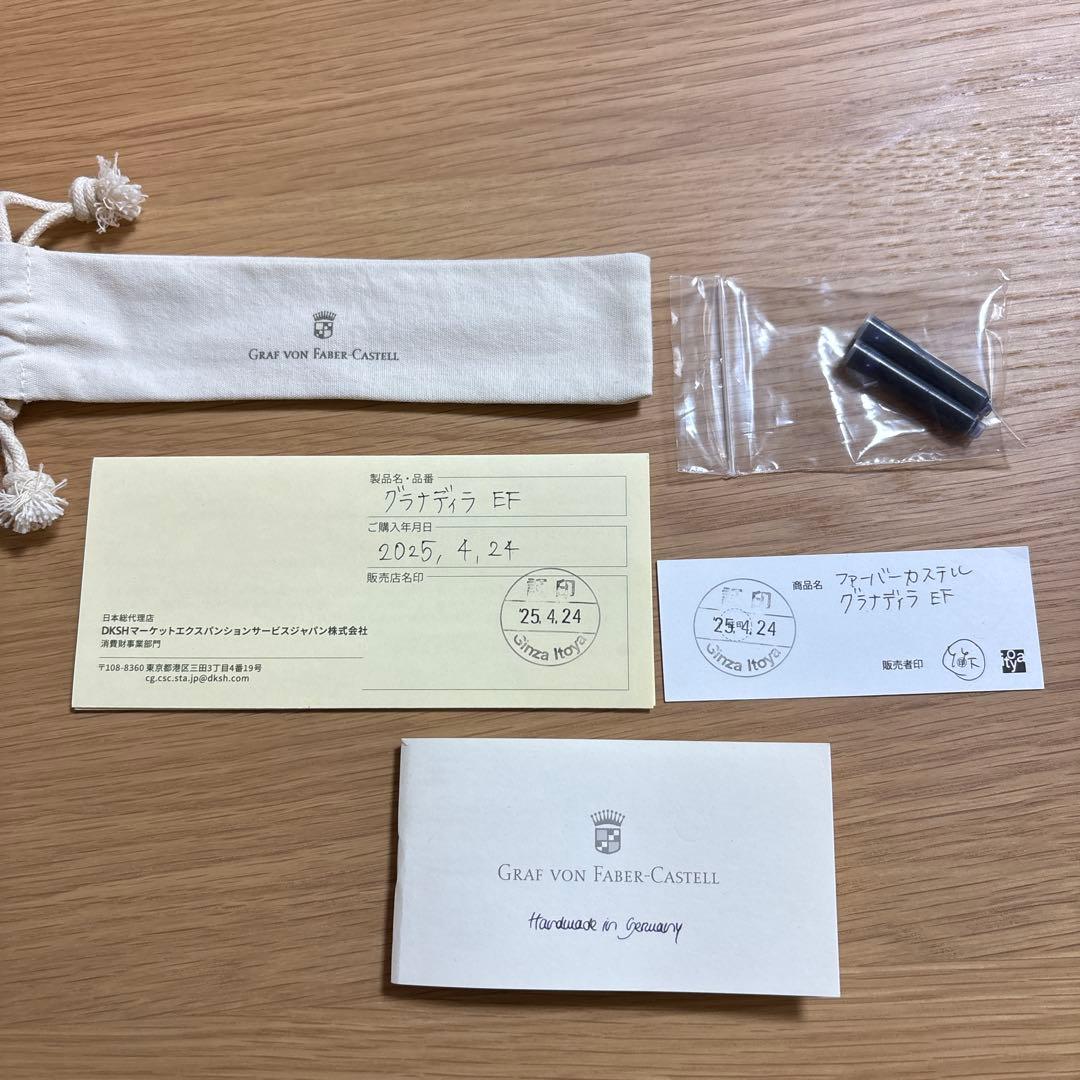 GRAF VON FABER-CASTELL
製品名・品番
グラナディラ EF
ご購入年月日
2025, 4, 24
販売店名印
'25.4.24
Ginza Itoya
日本総代理店
DKSHマーケットエクスパンションサービスジャパン株式会社
消費財事業部門
〒108-8360 東京都港区三田3丁目4番19号
cg.csc.sta.jp@dksh.com
商品名 ファーバーカステル
グラナディラ EF
'25.4.24
Ginza Itoya
販売者印
itoya
GRAF VON FABER-CASTELL
Handmade in Germany